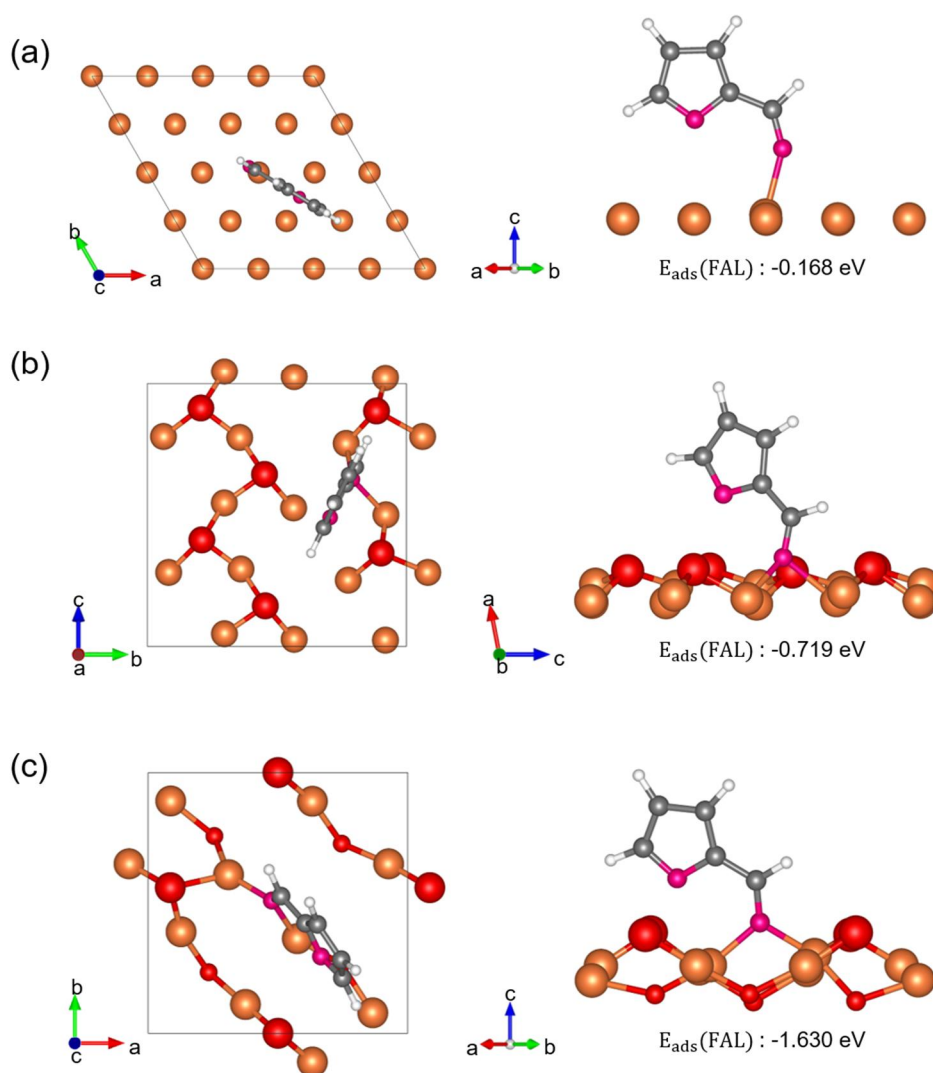 (a)
b
c
a
c
a
b
E_ads(FAL) : -0.168 eV
(b)
c
a
b
a
b
c
E_ads(FAL) : -0.719 eV
(c)
b
c
a
c
a
b
E_ads(FAL) : -1.630 eV